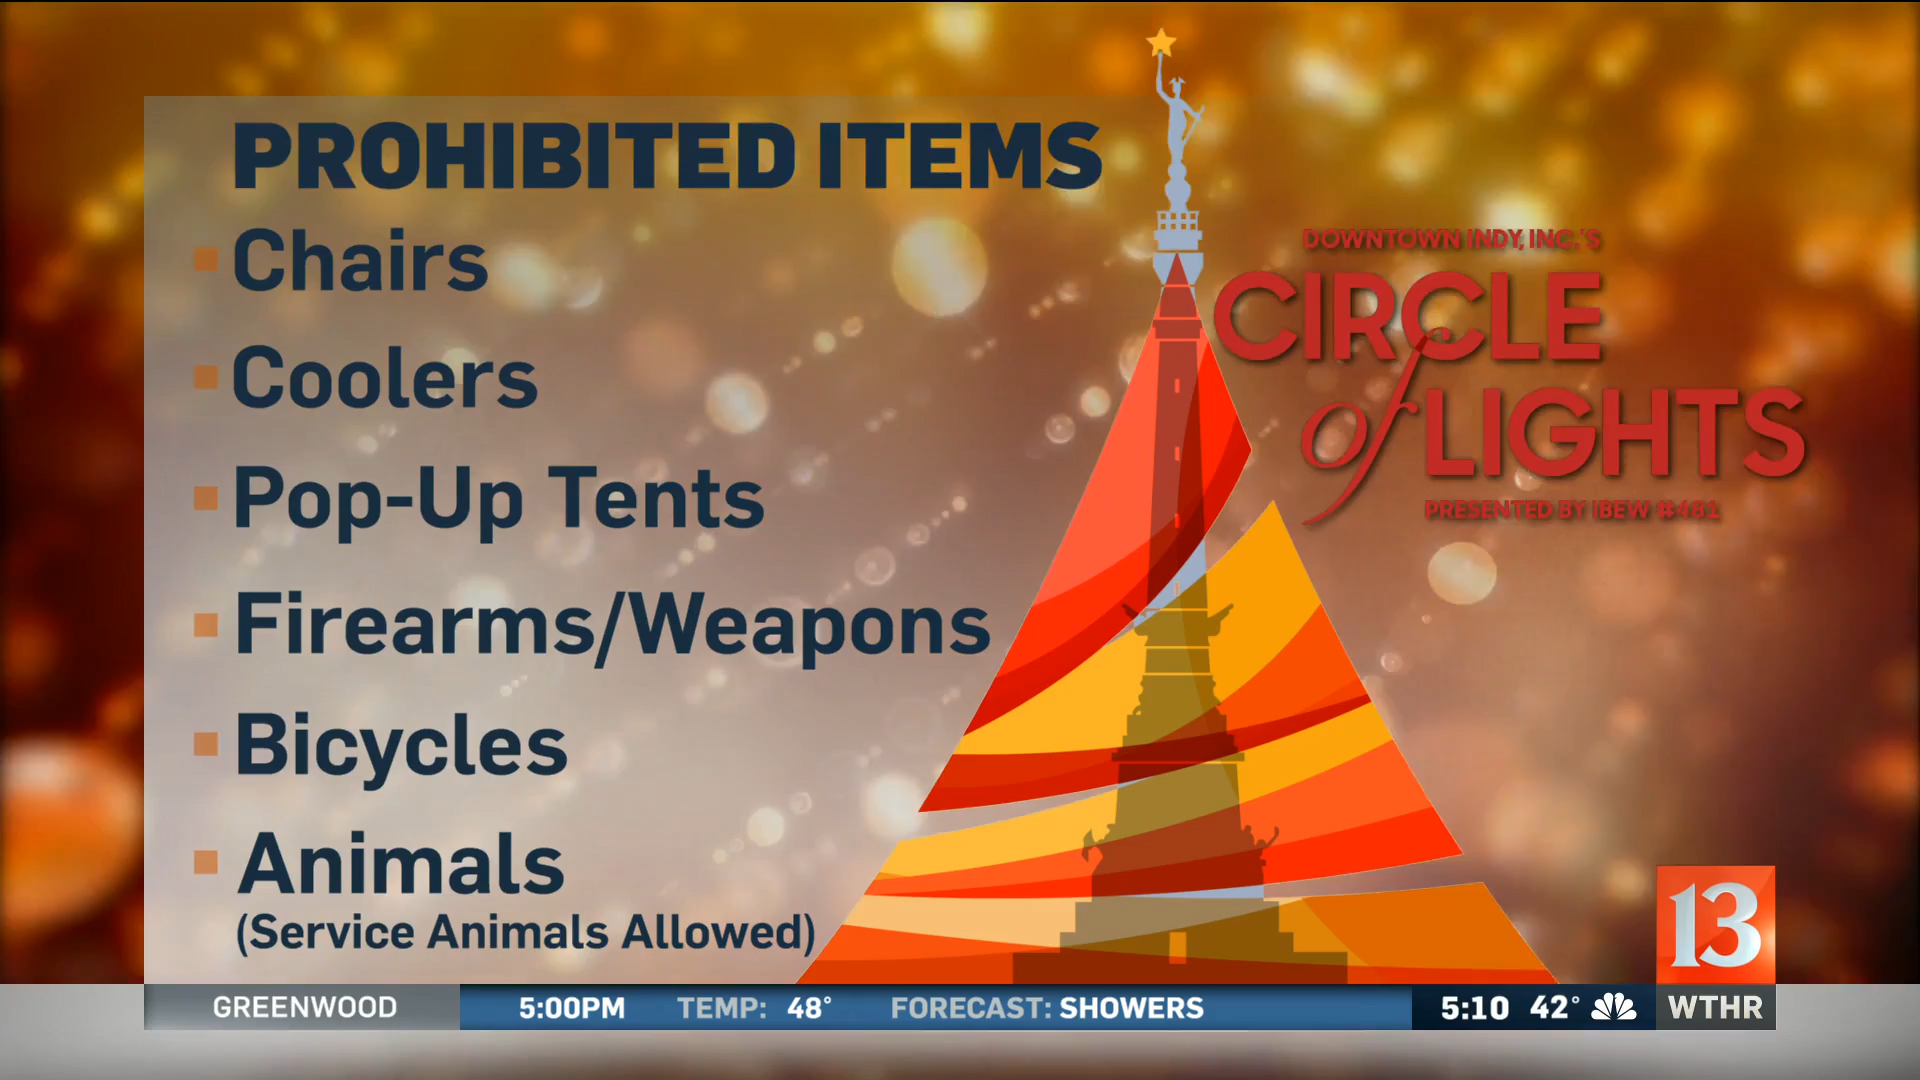 PROHIBITED ITEMS
Chairs
Coolers
Pop-Up Tents
Firearms/Weapons
Bicycles
Animals
(Service Animals Allowed)
DOWNTOWN INDY, INC.'S
CIRCLE
of LIGHTS
PRESENTED BY IBEW #481
13
GREENWOOD 5:00PM TEMP: 48° FORECAST: SHOWERS 5:10 42° WTHR